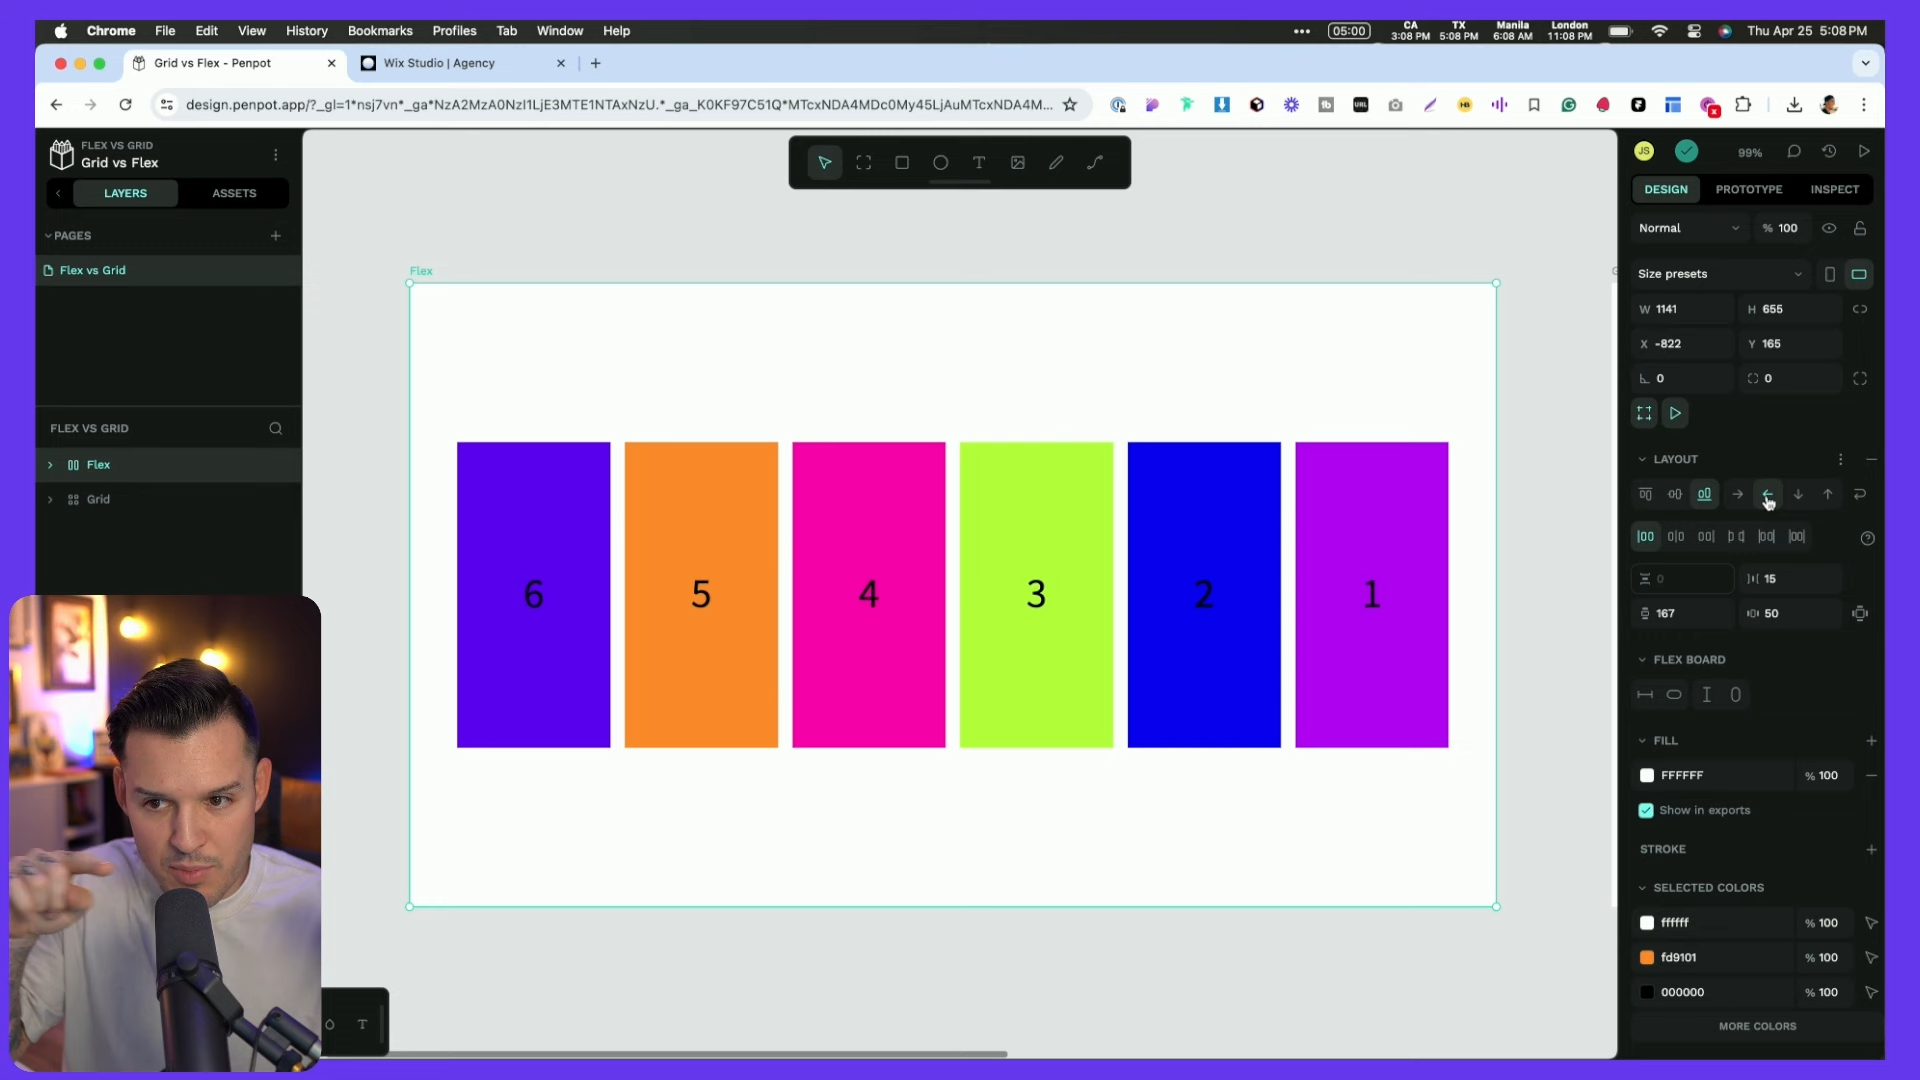 Chrome File Edit View History Bookmarks Profiles Tab Window Help ••• 05:00 CA 3:08 PM TX 5:08 PM Manila 6:08 AM London 11:08 PM Thu Apr 25 5:08 PM
Grid vs Flex - Penpot
Wix Studio | Agency
design.penpot.app/?_gl=1*nsj7vn*_ga*NzA2MzA0NzI1LjE3MTE1NTAxNzU.*_ga_K0KF97C51Q*MTcxNDA4MDc0My45LjAuMTcxNDA4M...
FLEX VS GRID
Grid vs Flex
LAYERS
ASSETS
PAGES
Flex vs Grid
FLEX VS GRID
Flex
Grid
T
T
Flex
6 5 4 3 2 1
JS
99%
DESIGN PROTOTYPE INSPECT
Normal % 100
Size presets
W 1141 H 655
X -822 Y 165
0 0
LAYOUT
0 15
167 50
FLEX BOARD
FILL
FFFFFF % 100
Show in exports
STROKE
SELECTED COLORS
ffffff % 100
fd9101 % 100
000000 % 100
MORE COLORS